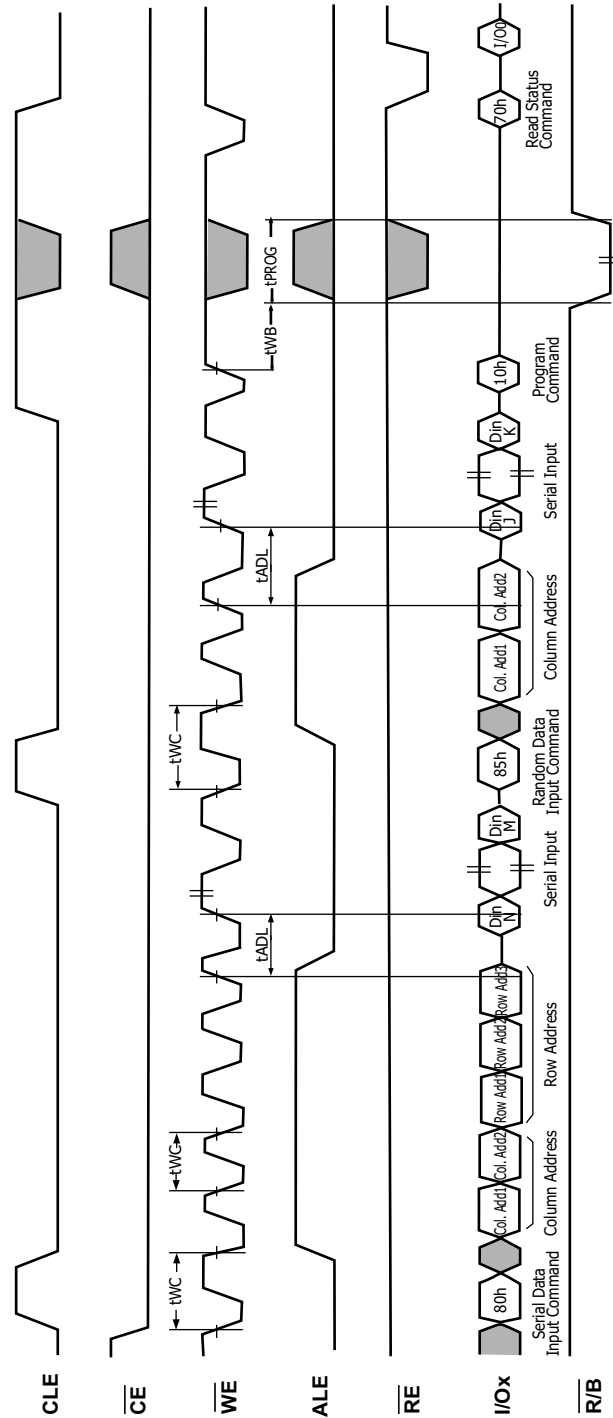 CLE
CE
WE
tWC
tWC
tWC
tWB
tPROG
ALE
tADL
tADL
RE
I/Ox
80h
Col. Add1
Col. Add2
Row Add1
Row Add2
Row Add3
Din
N
Din
M
85h
Col. Add1
Col. Add2
Din
J
Din
K
10h
70h
I/O0
Serial Data
Input Command
Column Address
Row Address
Serial Input
Random Data
Input Command
Column Address
Serial Input
Program
Command
Read Status
Command
R/B